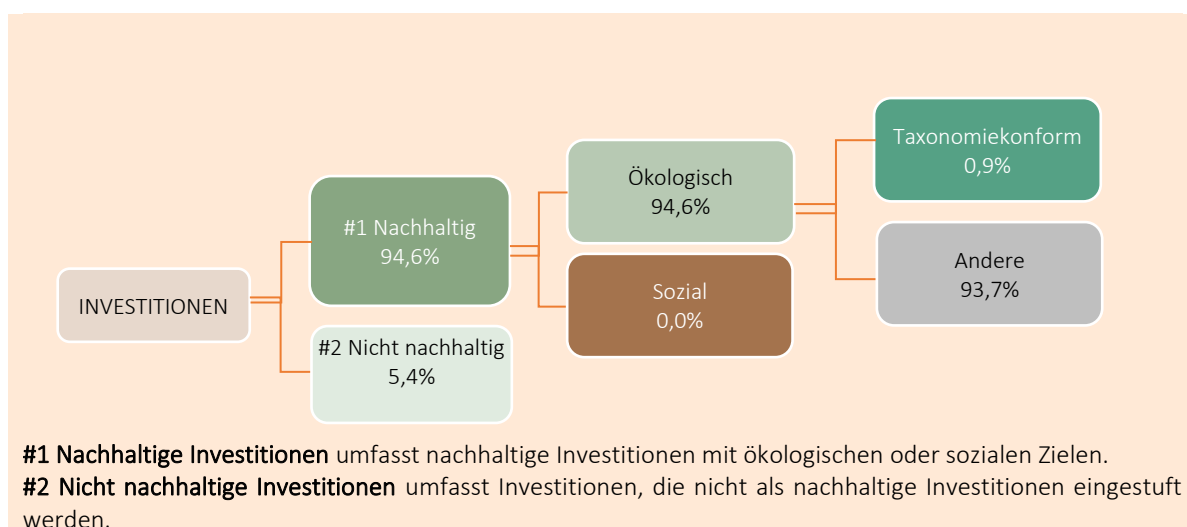 Taxonomiekonform
0,9%
Ökologisch
94,6%
#1 Nachhaltig
94,6%
Andere
93,7%
INVESTITIONEN
Sozial
0,0%
#2 Nicht nachhaltig
5,4%
#1 Nachhaltige Investitionen umfasst nachhaltige Investitionen mit ökologischen oder sozialen Zielen.
#2 Nicht nachhaltige Investitionen umfasst Investitionen, die nicht als nachhaltige Investitionen eingestuft
werden.